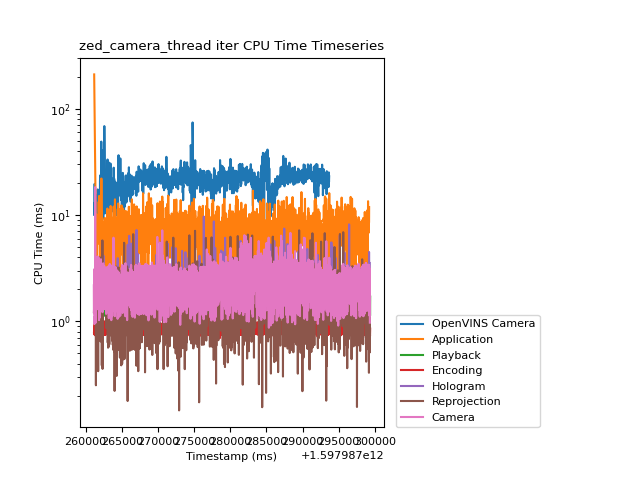 zed_camera_thread iter CPU Time Timeseries
CPU Time (ms)
10²
10¹
10⁰
260000 265000 270000 275000 280000 285000 290000 295000 300000
Timestamp (ms)
+1.597987e12
OpenVINS Camera
Application
Playback
Encoding
Hologram
Reprojection
Camera